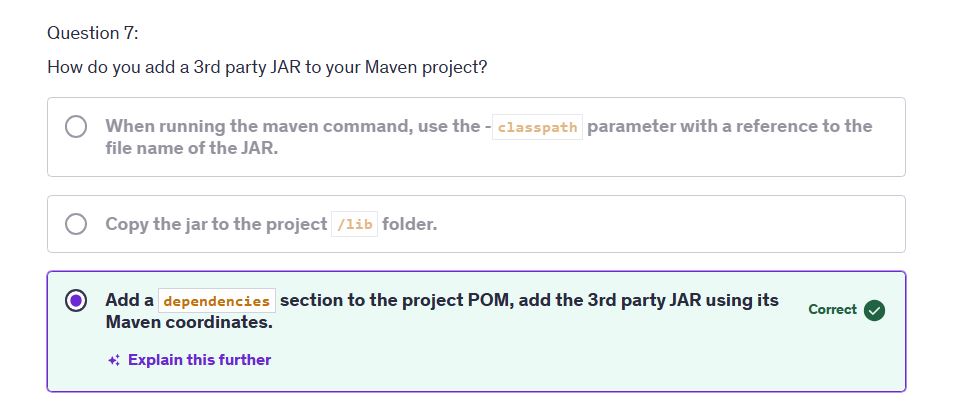 Question 7:
How do you add a 3rd party JAR to your Maven project?
When running the maven command, use the -classpath parameter with a reference to the
file name of the JAR.
Copy the jar to the project /lib folder.
Add a dependencies section to the project POM, add the 3rd party JAR using its
Maven coordinates.
Correct
Explain this further